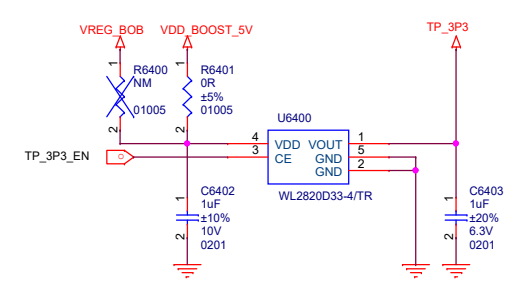 VREG_BOB VDD_BOOST_5V TP_3P3
1 1
R6400 R6401
NM 0R
±5%
01005 01005
2 2
U6400
4 VDD VOUT 1
TP_3P3_EN 3 CE GND 5
GND 2
WL2820D33-4/TR
1 C6402 1 C6403
1uF 1uF
±10% ±20%
2 10V 2 6.3V
0201 0201